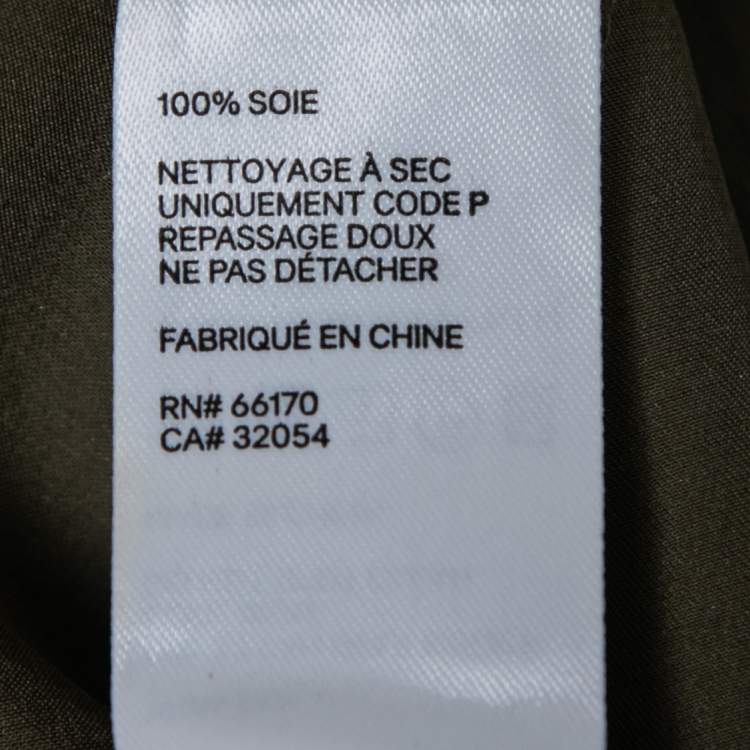 100% SOIE
NETTOYAGE À SEC
UNIQUEMENT CODE P
REPASSAGE DOUX
NE PAS DÉTACHER
FABRIQUÉ EN CHINE
RN# 66170
CA# 32054